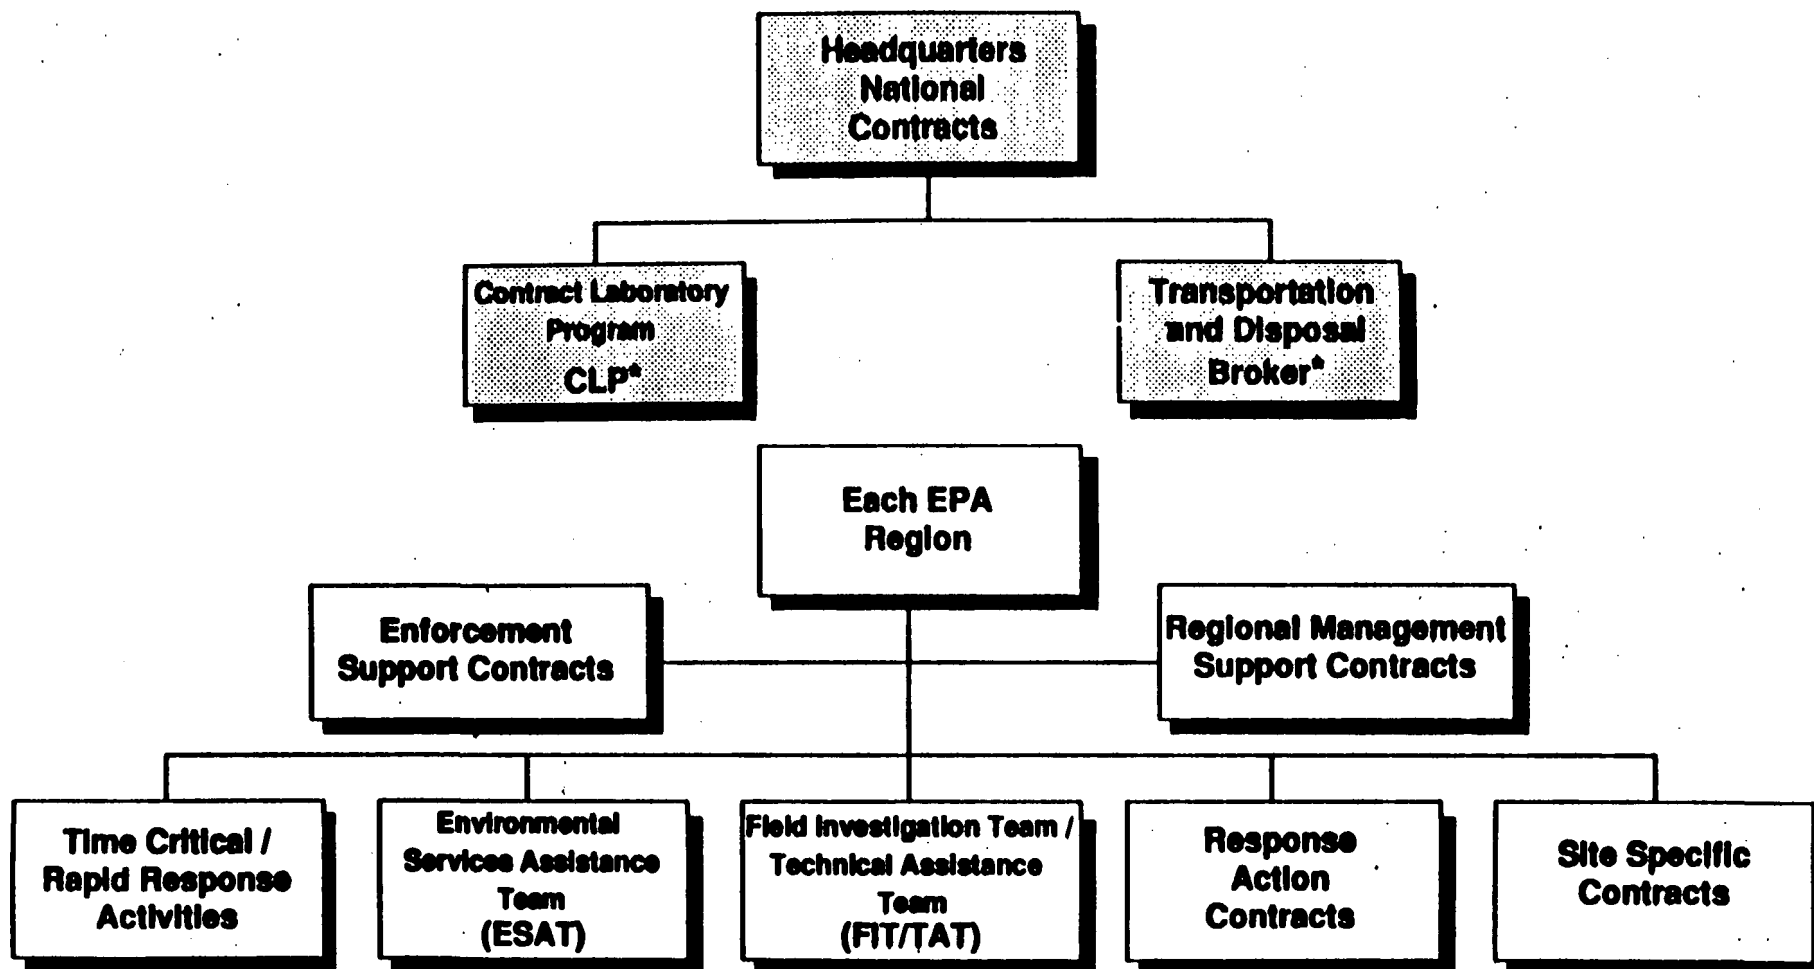 Headquarters
National
Contracts
Contract Laboratory
Program
CLP*
Transportation
and Disposal
Broker*
Each EPA
Region
Enforcement
Support Contracts
Regional Management
Support Contracts
Time Critical /
Rapid Response
Activities
Environmental
Services Assistance
Team
(ESAT)
Field Investigation Team /
Technical Assistance
Team
(FIT/TAT)
Response
Action
Contracts
Site Specific
Contracts